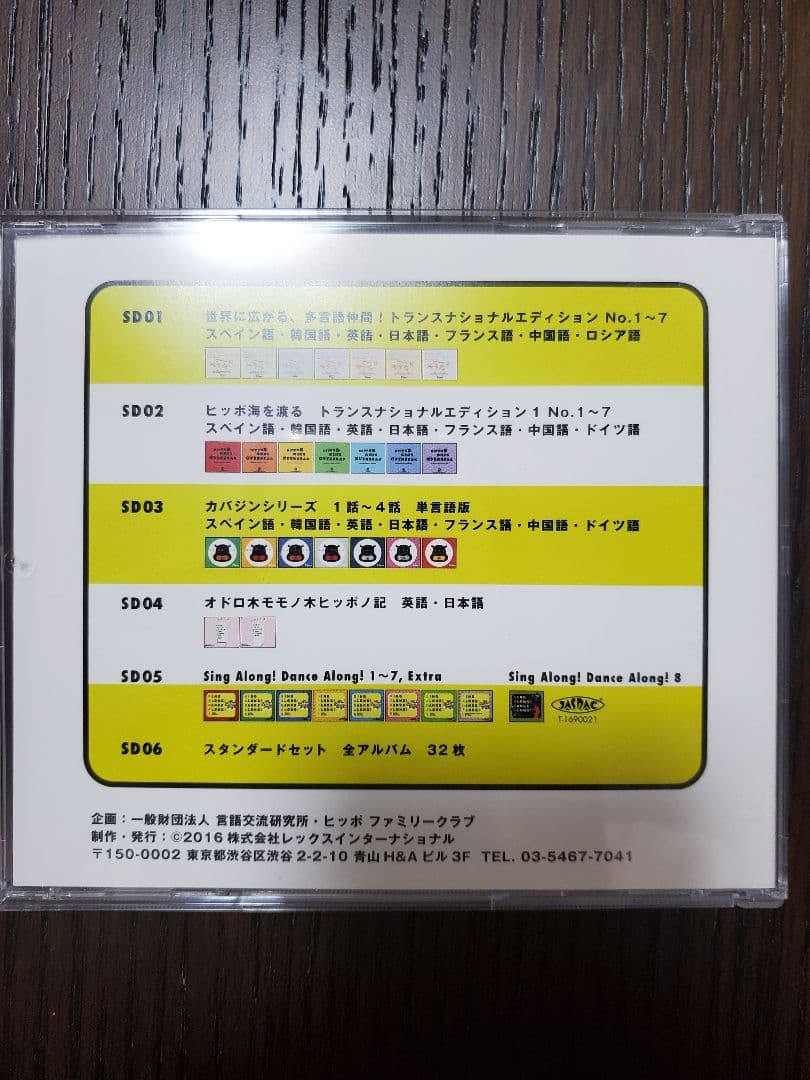 SD01 世界に広がる、多言語仲間！トランスナショナルエディション No.1～7
スペイン語・韓国語・英語・日本語・フランス語・中国語・ロシア語
SD02 ヒッポ海を渡る　トランスナショナルエディション 1 No.1～7
スペイン語・韓国語・英語・日本語・フランス語・中国語・ドイツ語
SD03 カバジンシリーズ　1話～4話　単言語版
スペイン語・韓国語・英語・日本語・フランス語・中国語・ドイツ語
SD04 オドロ木モモノ木ヒッポノ記　英語・日本語
SD05 Sing Along! Dance Along! 1～7, Extra Sing Along! Dance Along! 8
JASRAC
T-1690021
SD06 スタンダードセット　全アルバム　32枚
企画：一般財団法人 言語交流研究所・ヒッポ ファミリークラブ
制作・発行：©2016 株式会社レックスインターナショナル
〒150-0002 東京都渋谷区渋谷 2-2-10 青山 H&A ビル 3F TEL. 03-5467-7041